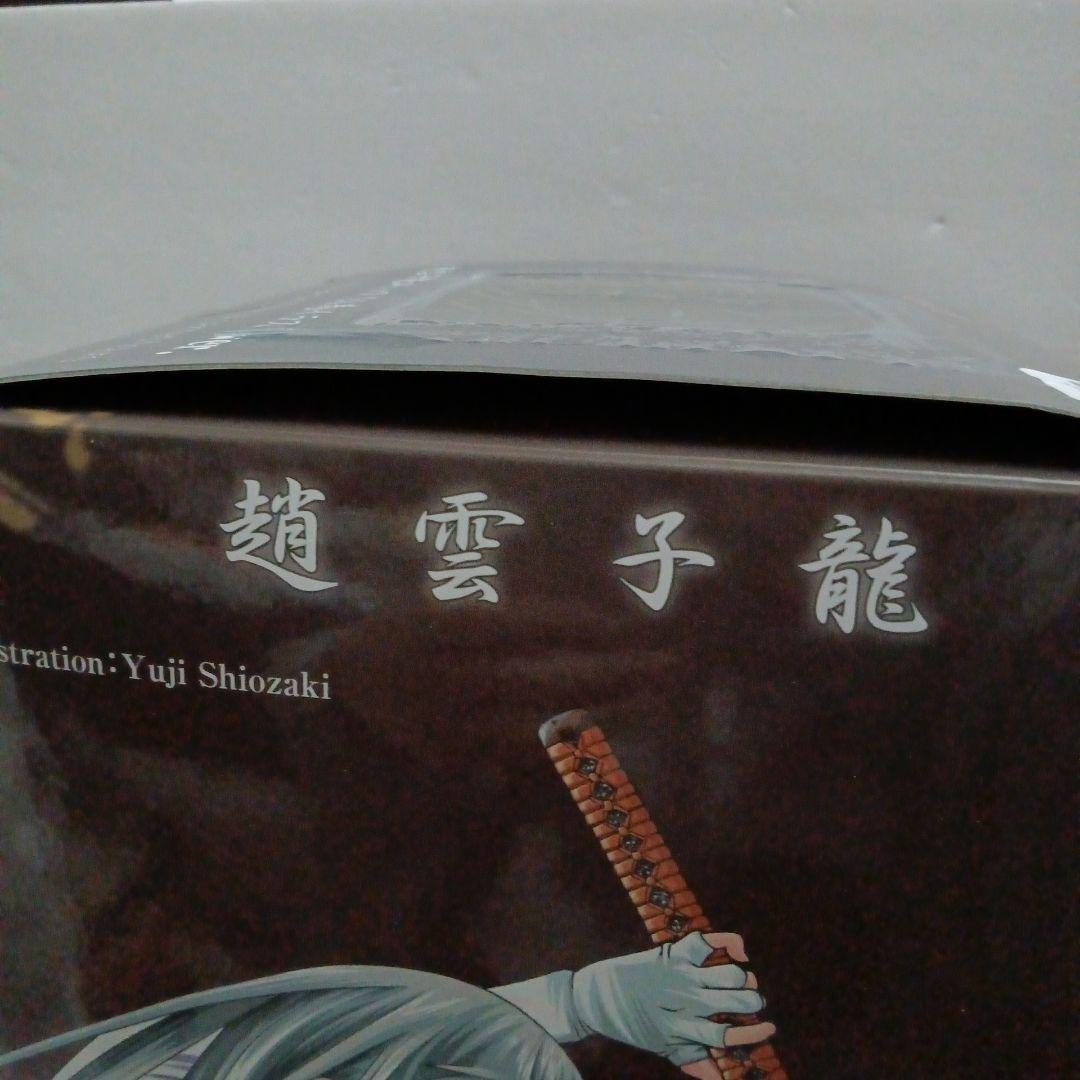 趙雲子龍
stration:Yuji Shiozaki